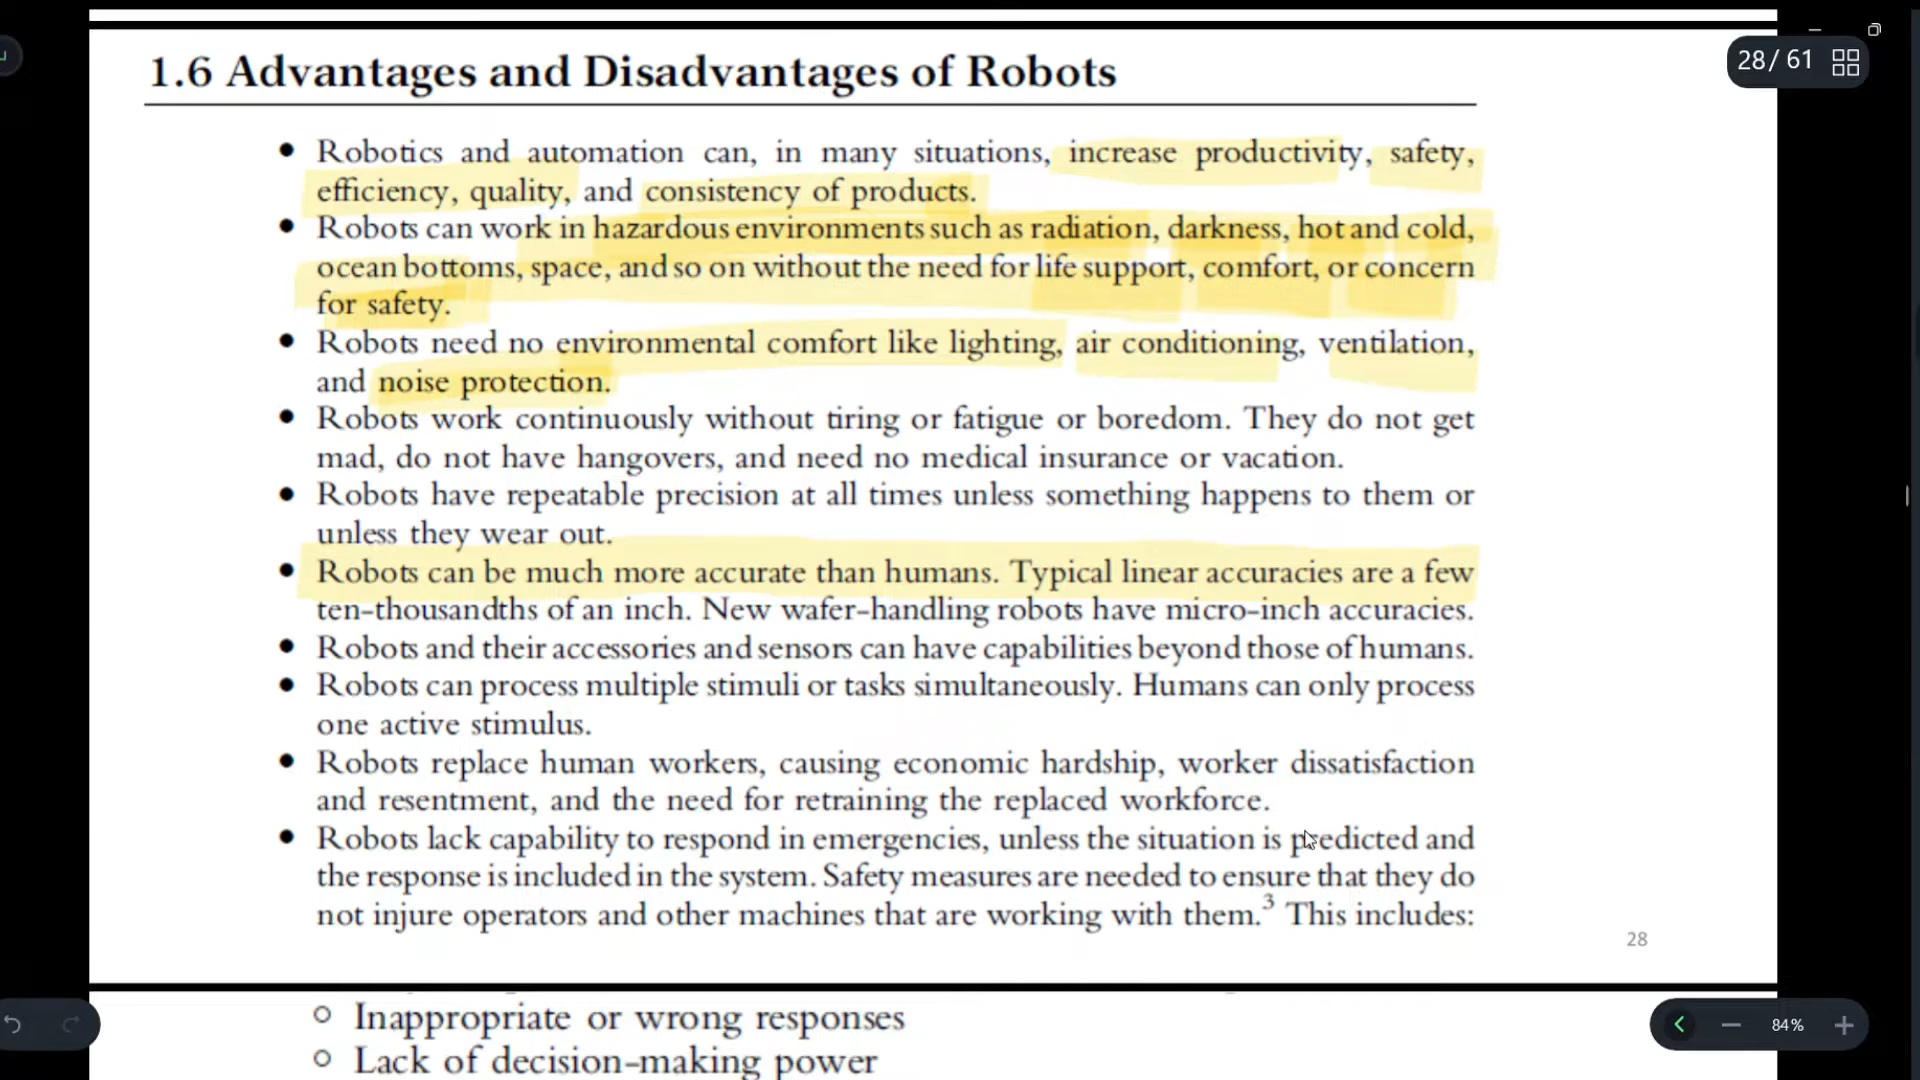 1.6 Advantages and Disadvantages of Robots
28/ 61
• Robotics and automation can, in many situations, increase productivity, safety,
efficiency, quality, and consistency of products.
• Robots can work in hazardous environments such as radiation, darkness, hot and cold,
ocean bottoms, space, and so on without the need for life support, comfort, or concern
for safety.
• Robots need no environmental comfort like lighting, air conditioning, ventilation,
and noise protection.
• Robots work continuously without tiring or fatigue or boredom. They do not get
mad, do not have hangovers, and need no medical insurance or vacation.
• Robots have repeatable precision at all times unless something happens to them or
unless they wear out.
• Robots can be much more accurate than humans. Typical linear accuracies are a few
ten-thousandths of an inch. New wafer-handling robots have micro-inch accuracies.
• Robots and their accessories and sensors can have capabilities beyond those of humans.
• Robots can process multiple stimuli or tasks simultaneously. Humans can only process
one active stimulus.
• Robots replace human workers, causing economic hardship, worker dissatisfaction
and resentment, and the need for retraining the replaced workforce.
• Robots lack capability to respond in emergencies, unless the situation is predicted and
the response is included in the system. Safety measures are needed to ensure that they do
not injure operators and other machines that are working with them.³ This includes:
28
○ Inappropriate or wrong responses
○ Lack of decision-making power
84%